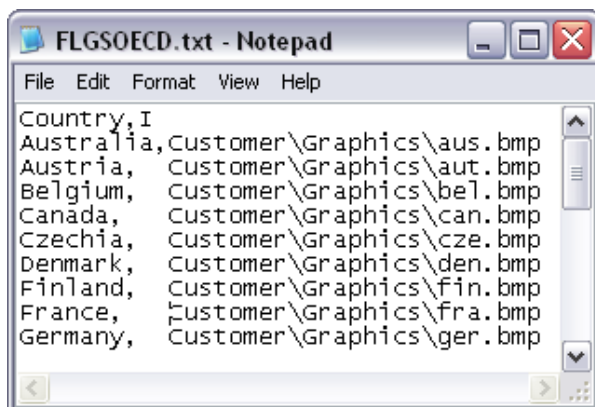 FLGSOECD.txt - Notepad
File Edit Format View Help
Country,I
Australia,Customer\Graphics\aus.bmp
Austria,  Customer\Graphics\aut.bmp
Belgium,  Customer\Graphics\bel.bmp
Canada,   Customer\Graphics\can.bmp
Czechia,  Customer\Graphics\cze.bmp
Denmark,  Customer\Graphics\den.bmp
Finland,  Customer\Graphics\fin.bmp
France,   Customer\Graphics\fra.bmp
Germany,  Customer\Graphics\ger.bmp